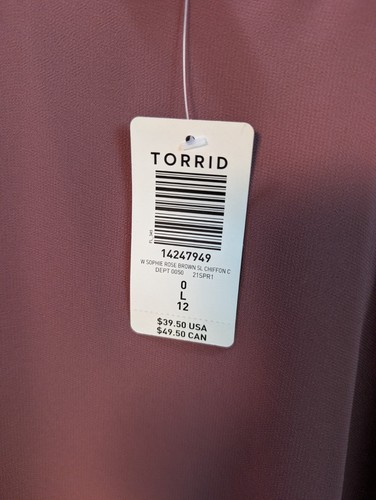 TORRID
14247949
W SOPHIE ROSE BROWN SL CHIFFON C
DEPT 0050 21SPR1
0
L
12
$39.50 USA
$49.50 CAN